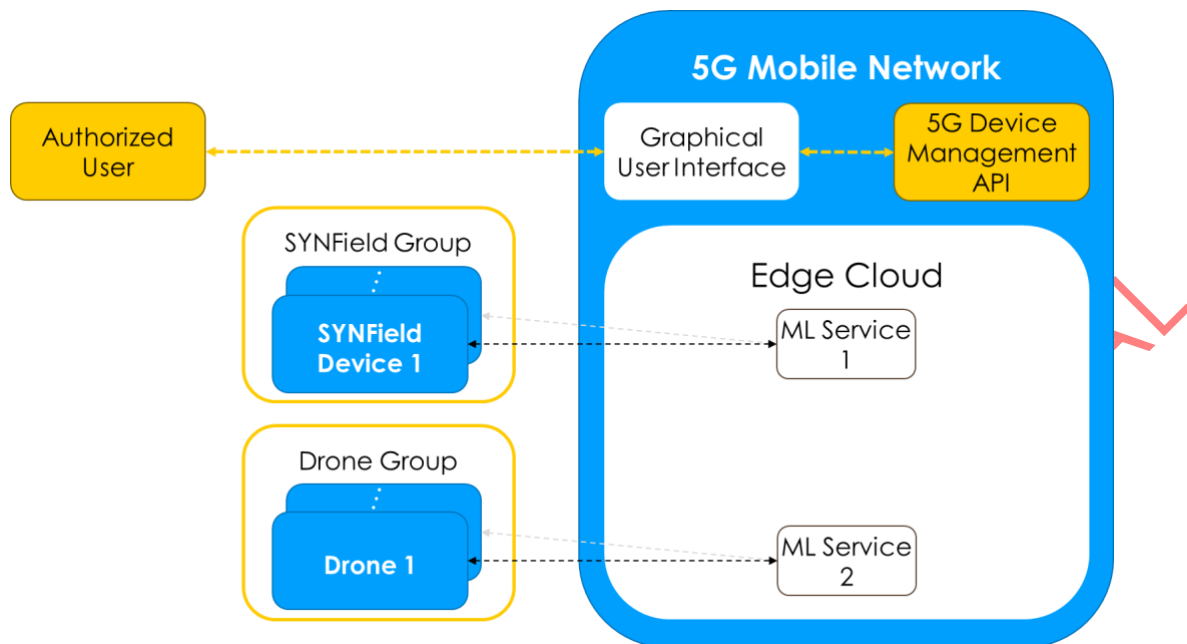 5G Mobile Network
Authorized
User
Graphical
User Interface
5G Device
Management
API
SYNField Group
SYNField
Device 1
Edge Cloud
ML Service
1
Drone Group
Drone 1
ML Service
2